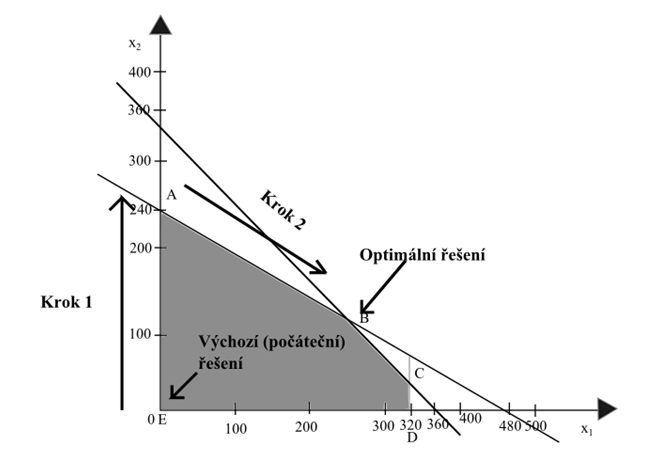 x2
400
360
300
A
Krok 2
240
200
Optimální řešení
Krok 1
B
100
Výchozí (počáteční)
řešení
C
0 E
100
200
300
320
360
400
480
500
D
x1